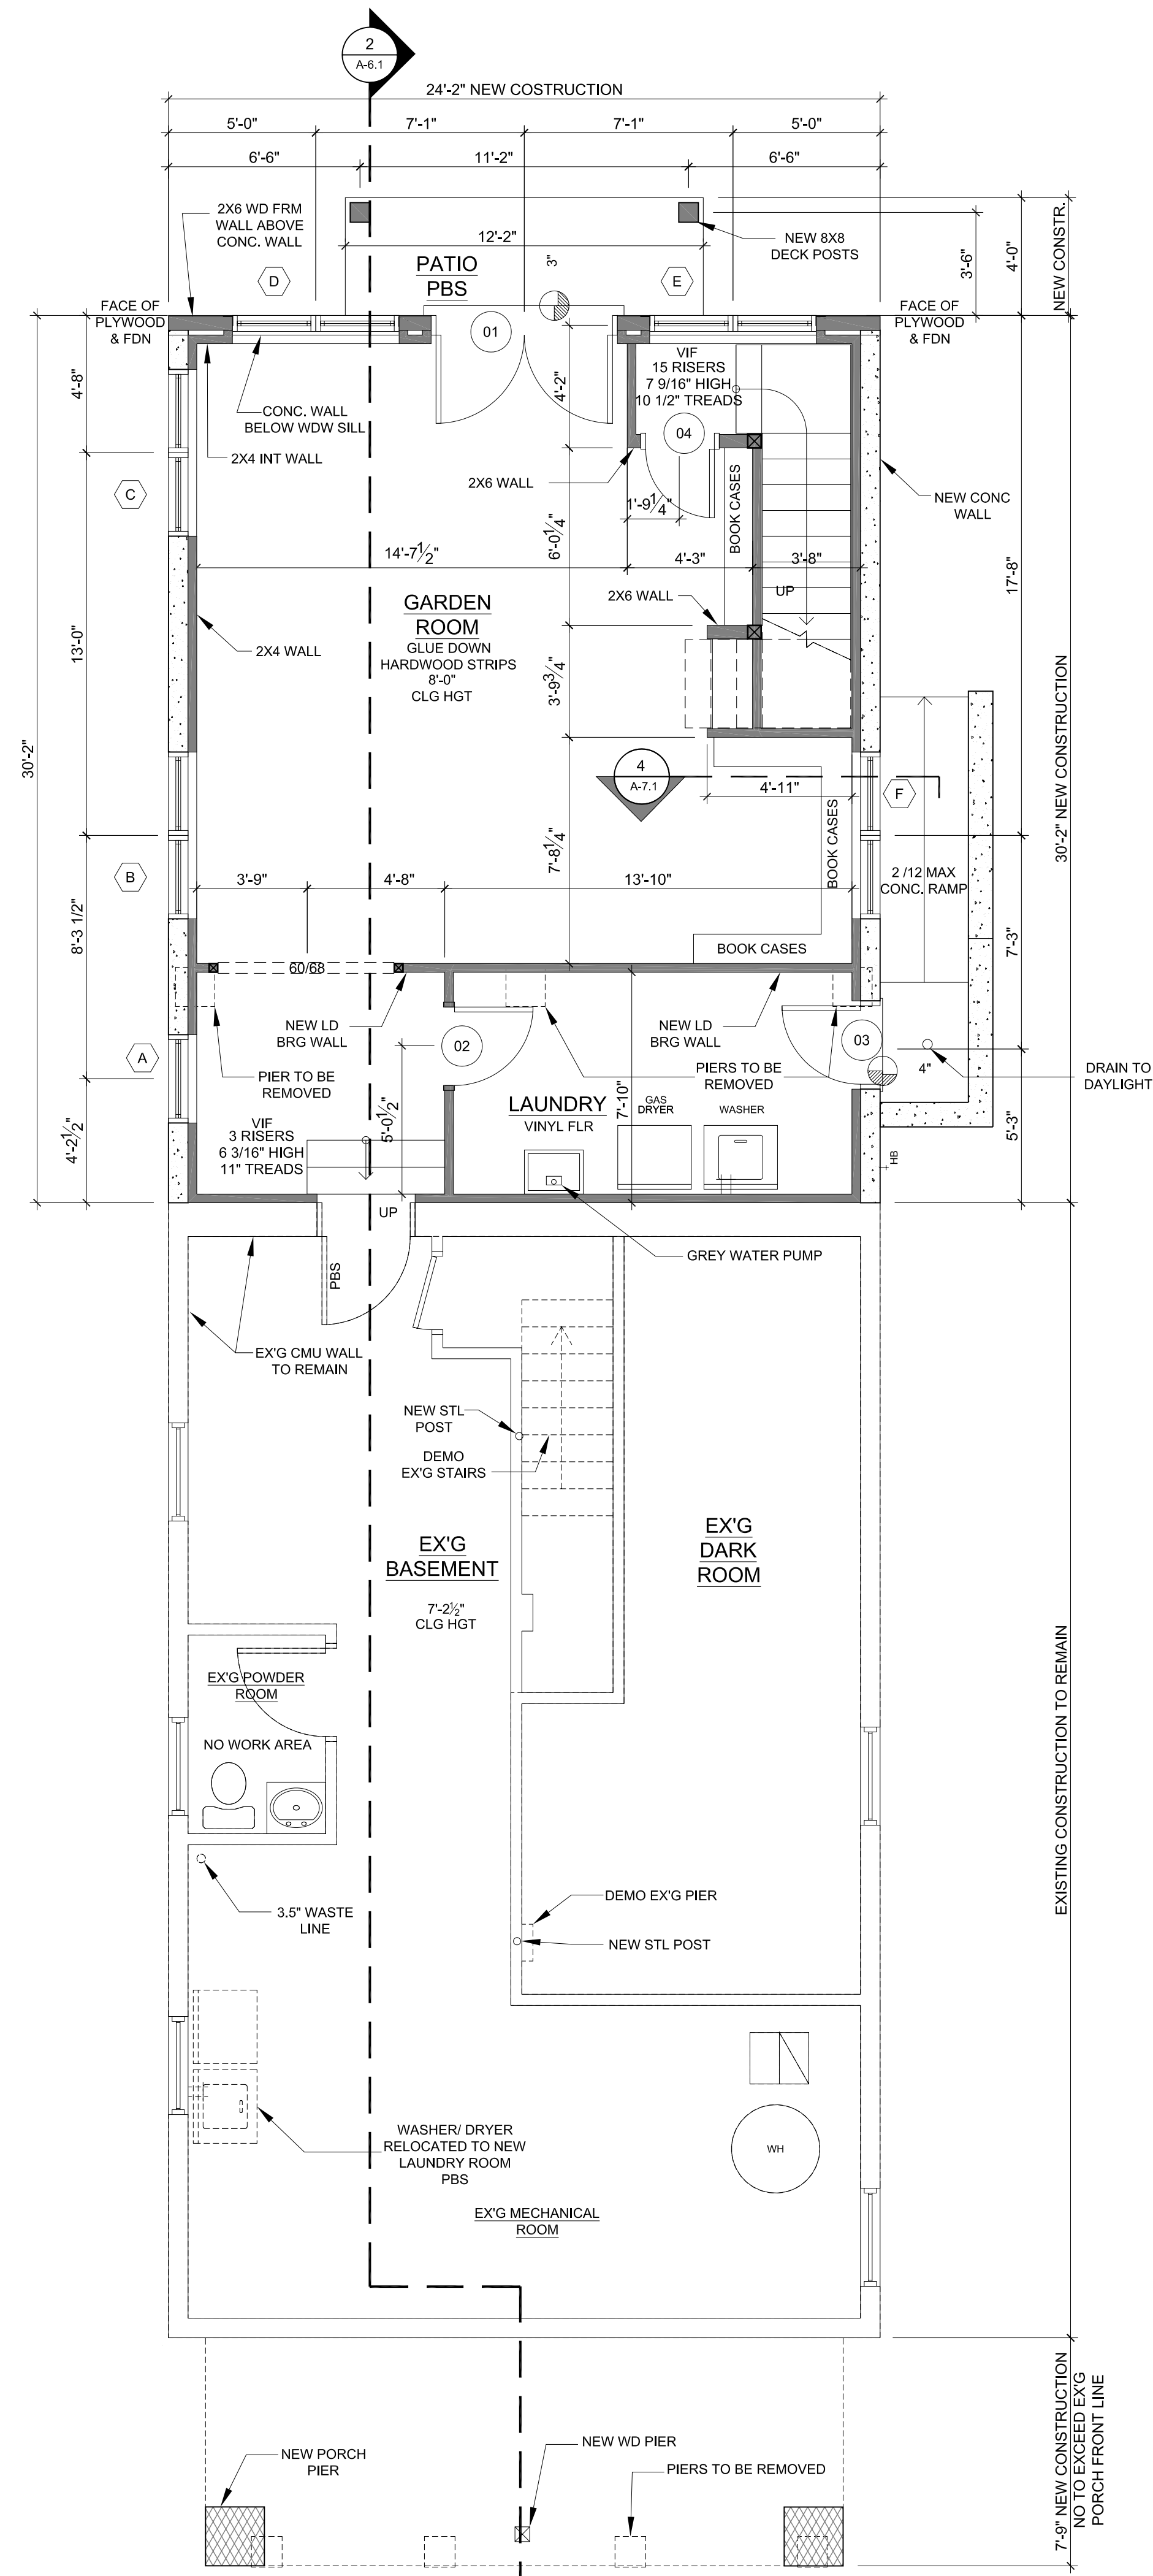 2
A-6.1
24'-2" NEW COSTRUCTION
5'-0"
7'-1"
7'-1"
5'-0"
6'-6"
11'-2"
6'-6"
2X6 WD FRM
WALL ABOVE
CONC. WALL
12'-2"
NEW 8X8
DECK POSTS
3'-6"
4'-0"
NEW CONSTR.
D
PATIO
PBS
3"
E
FACE OF
PLYWOOD
& FDN
01
FACE OF
PLYWOOD
& FDN
4'-8"
CONC. WALL
BELOW WDW SILL
2X4 INT WALL
4'-2"
VIF
15 RISERS
7 9/16" HIGH
10 1/2" TREADS
04
C
2X6 WALL
1'-9 1/4"
BOOK CASES
NEW CONC
WALL
14'-7 1/2"
6'-0 1/4"
4'-3"
3'-8"
17'-8"
UP
GARDEN
ROOM
GLUE DOWN
HARDWOOD STRIPS
8'-0"
CLG HGT
2X6 WALL
2X4 WALL
13'-0"
3'-9 3/4"
30'-2"
30'-2" NEW CONSTRUCTION
4
A-7.1
4'-11"
F
B
3'-9"
4'-8"
7'-8 1/4"
13'-10"
BOOK CASES
2 /12 MAX
CONC. RAMP
8'-3 1/2"
BOOK CASES
7'-3"
60/68
NEW LD
BRG WALL
02
NEW LD
BRG WALL
03
A
PIER TO BE
REMOVED
PIERS TO BE
REMOVED
4"
DRAIN TO
DAYLIGHT
LAUNDRY
VINYL FLR
7'-10"
GAS
DRYER
WASHER
VIF
3 RISERS
6 3/16" HIGH
11" TREADS
5'-0 1/2"
4'-2 1/2"
5'-3"
HB
UP
PBS
GREY WATER PUMP
EX'G CMU WALL
TO REMAIN
NEW STL
POST
DEMO
EX'G STAIRS
EX'G
BASEMENT
7'-2 1/2"
CLG HGT
EX'G
DARK
ROOM
EX'G POWDER
ROOM
NO WORK AREA
EXISTING CONSTRUCTION TO REMAIN
3.5" WASTE
LINE
DEMO EX'G PIER
NEW STL POST
WASHER/ DRYER
RELOCATED TO NEW
LAUNDRY ROOM
PBS
WH
EX'G MECHANICAL
ROOM
NEW PORCH
PIER
NEW WD PIER
PIERS TO BE REMOVED
7'-9" NEW CONSTRUCTION
NO TO EXCEED EX'G
PORCH FRONT LINE